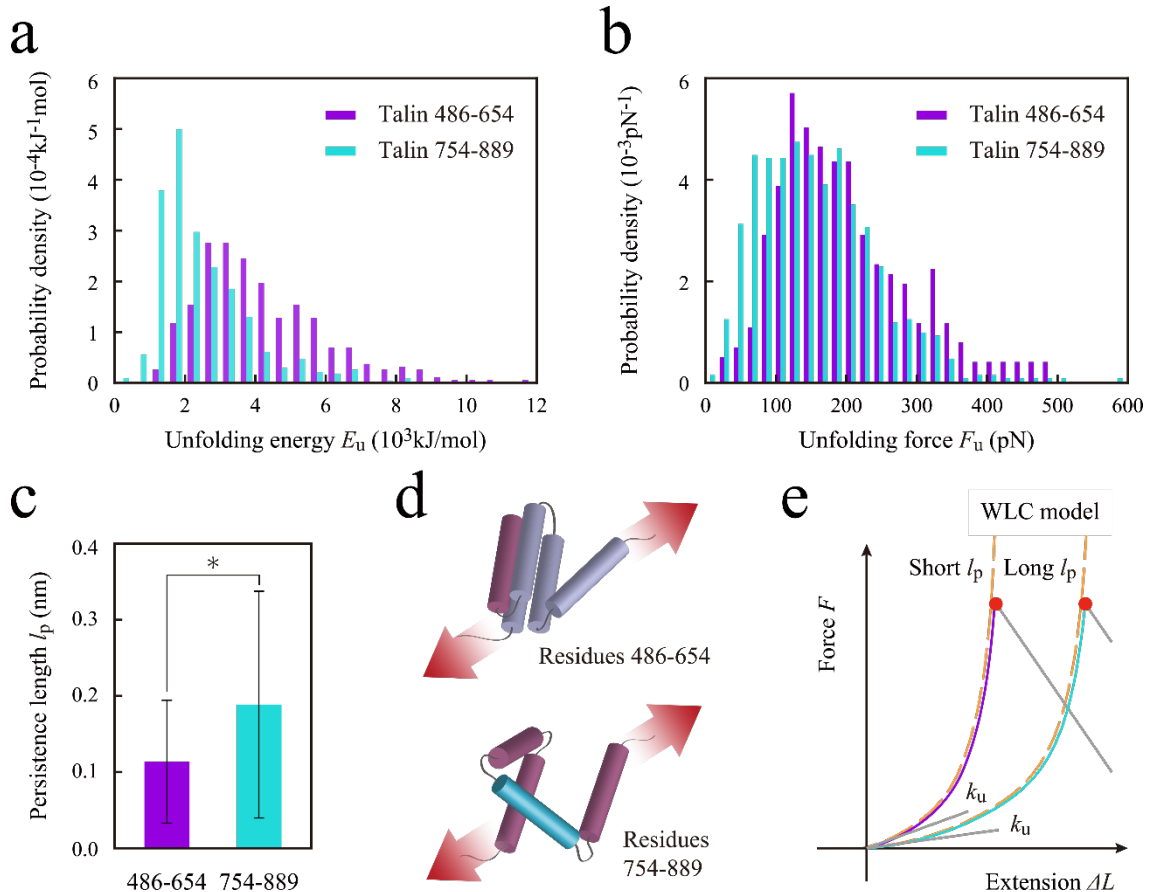 a
Probability density (10⁻⁴kJ⁻¹mol)
6
5
4
3
2
1
0
Talin 486-654
Talin 754-889
0 2 4 6 8 10 12
Unfolding energy Eᵤ (10³kJ/mol)
b
Probability density (10⁻³pN⁻¹)
6
4
2
0
Talin 486-654
Talin 754-889
0 100 200 300 400 500 600
Unfolding force Fᵤ (pN)
c
Persistence length lₚ (nm)
0.4
0.3
0.2
0.1
0.0
*
486-654 754-889
d
Residues 486-654
Residues
754-889
e
WLC model
Short lₚ Long lₚ
Force F
kᵤ
kᵤ
Extension ΔL